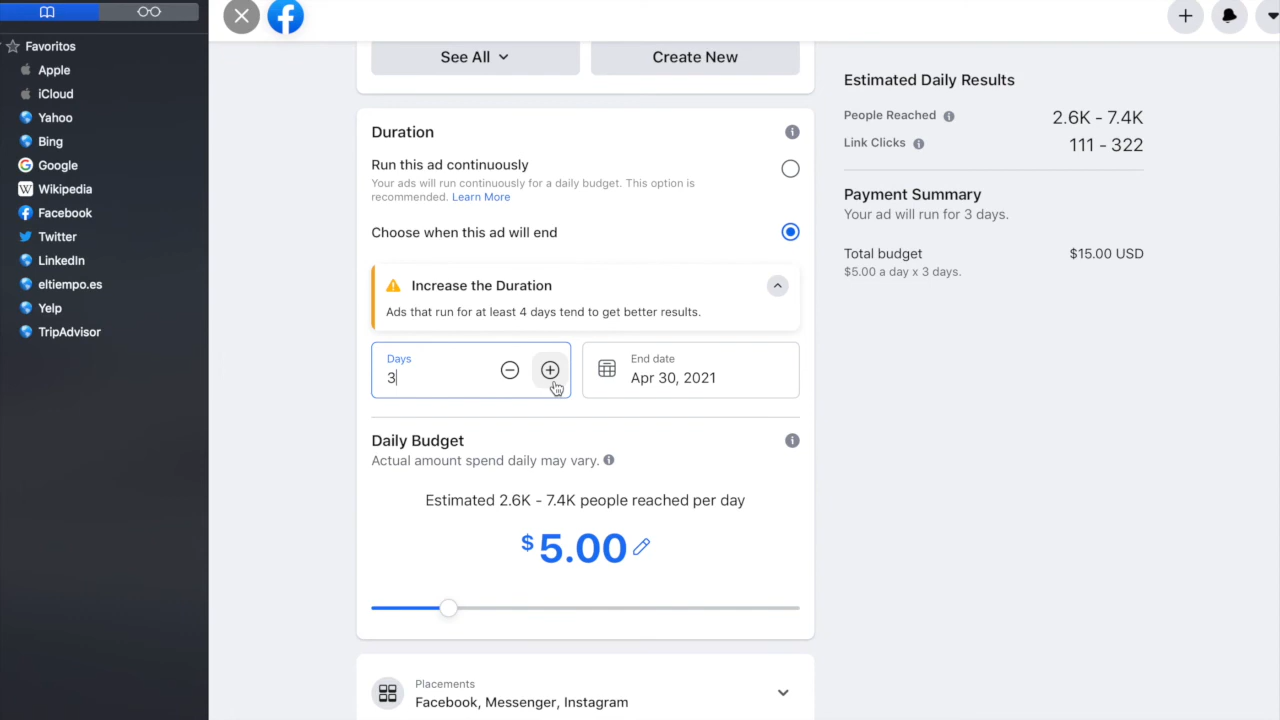 Favoritos
Apple
iCloud
Yahoo
Bing
Google
Wikipedia
Facebook
Twitter
LinkedIn
eltiempo.es
Yelp
TripAdvisor
See All
Create New
Duration
Run this ad continuously
Your ads will run continuously for a daily budget. This option is
recommended. Learn More
Choose when this ad will end
Increase the Duration
Ads that run for at least 4 days tend to get better results.
Days
3
End date
Apr 30, 2021
Daily Budget
Actual amount spend daily may vary.
Estimated 2.6K - 7.4K people reached per day
$5.00
Placements
Facebook, Messenger, Instagram
Estimated Daily Results
People Reached 2.6K - 7.4K
Link Clicks 111 - 322
Payment Summary
Your ad will run for 3 days.
Total budget $15.00 USD
$5.00 a day x 3 days.